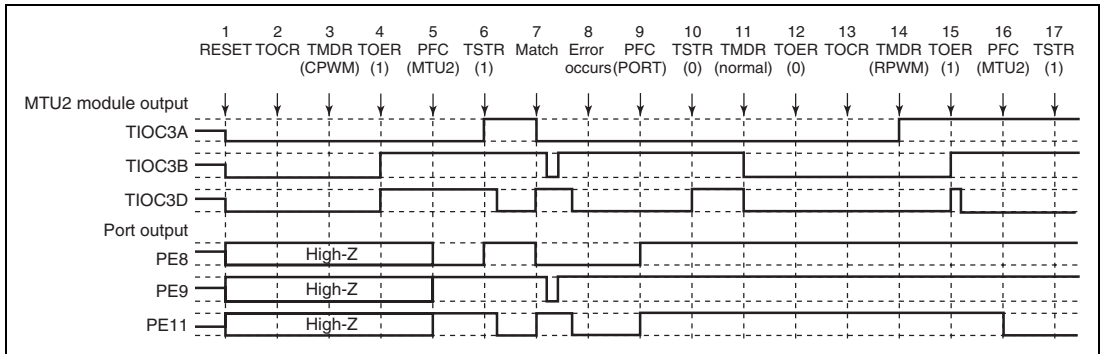 1 2 3 4 5 6 7 8 9 10 11 12 13 14 15 16 17
RESET TOCR TMDR TOER PFC TSTR Match Error PFC TSTR TMDR TOER TOCR TMDR TOER PFC TSTR
(CPWM) (1) (MTU2) (1) occurs (PORT) (0) (normal) (0) (RPWM) (1) (MTU2) (1)
MTU2 module output
TIOC3A
TIOC3B
TIOC3D
Port output
PE8 High-Z
PE9 High-Z
PE11 High-Z